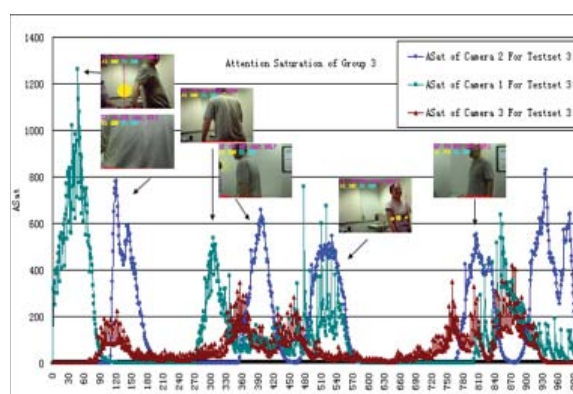 Attention Saturation of Group 3
ASat of Camera 2 For Testset 3
ASat of Camera 1 For Testset 3
ASat of Camera 3 For Testset 3
ASat
1400
1200
1000
800
600
400
200
0
0 30 60 90 120 150 180 210 240 270 300 330 360 390 420 450 480 510 540 570 600 630 660 690 720 750 780 810 840 870 900 930 960